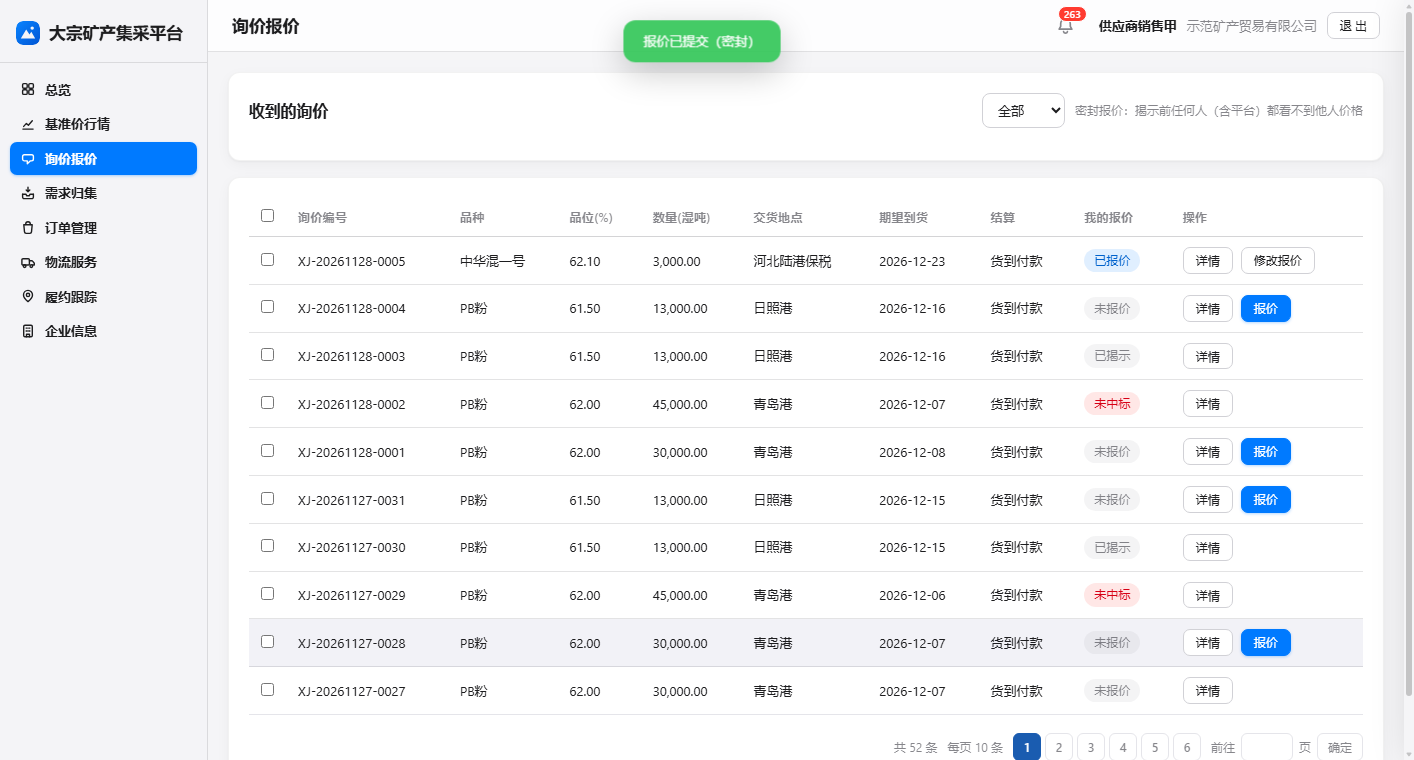 大宗矿产集采平台
总览
基准价行情
询价报价
需求归集
订单管理
物流服务
履约跟踪
企业信息
询价报价
报价已提交（密封）
263
供应商销售甲 示范矿产贸易有限公司 退出
收到的询价
全部 密封报价：揭示前任何人（含平台）都看不到他人价格
询价编号 品种 品位(%) 数量(湿吨) 交货地点 期望到货 结算 我的报价 操作
XJ-20261128-0005 中华混一号 62.10 3,000.00 河北陆港保税 2026-12-23 货到付款 已报价 详情 修改报价
XJ-20261128-0004 PB粉 61.50 13,000.00 日照港 2026-12-16 货到付款 未报价 详情 报价
XJ-20261128-0003 PB粉 61.50 13,000.00 日照港 2026-12-16 货到付款 已揭示 详情
XJ-20261128-0002 PB粉 62.00 45,000.00 青岛港 2026-12-07 货到付款 未中标 详情
XJ-20261128-0001 PB粉 62.00 30,000.00 青岛港 2026-12-08 货到付款 未报价 详情 报价
XJ-20261127-0031 PB粉 61.50 13,000.00 日照港 2026-12-15 货到付款 未报价 详情 报价
XJ-20261127-0030 PB粉 61.50 13,000.00 日照港 2026-12-15 货到付款 已揭示 详情
XJ-20261127-0029 PB粉 62.00 45,000.00 青岛港 2026-12-06 货到付款 未中标 详情
XJ-20261127-0028 PB粉 62.00 30,000.00 青岛港 2026-12-07 货到付款 未报价 详情 报价
XJ-20261127-0027 PB粉 62.00 30,000.00 青岛港 2026-12-07 货到付款 未报价 详情
共 52 条 每页 10 条 1 2 3 4 5 6 前往 页 确定